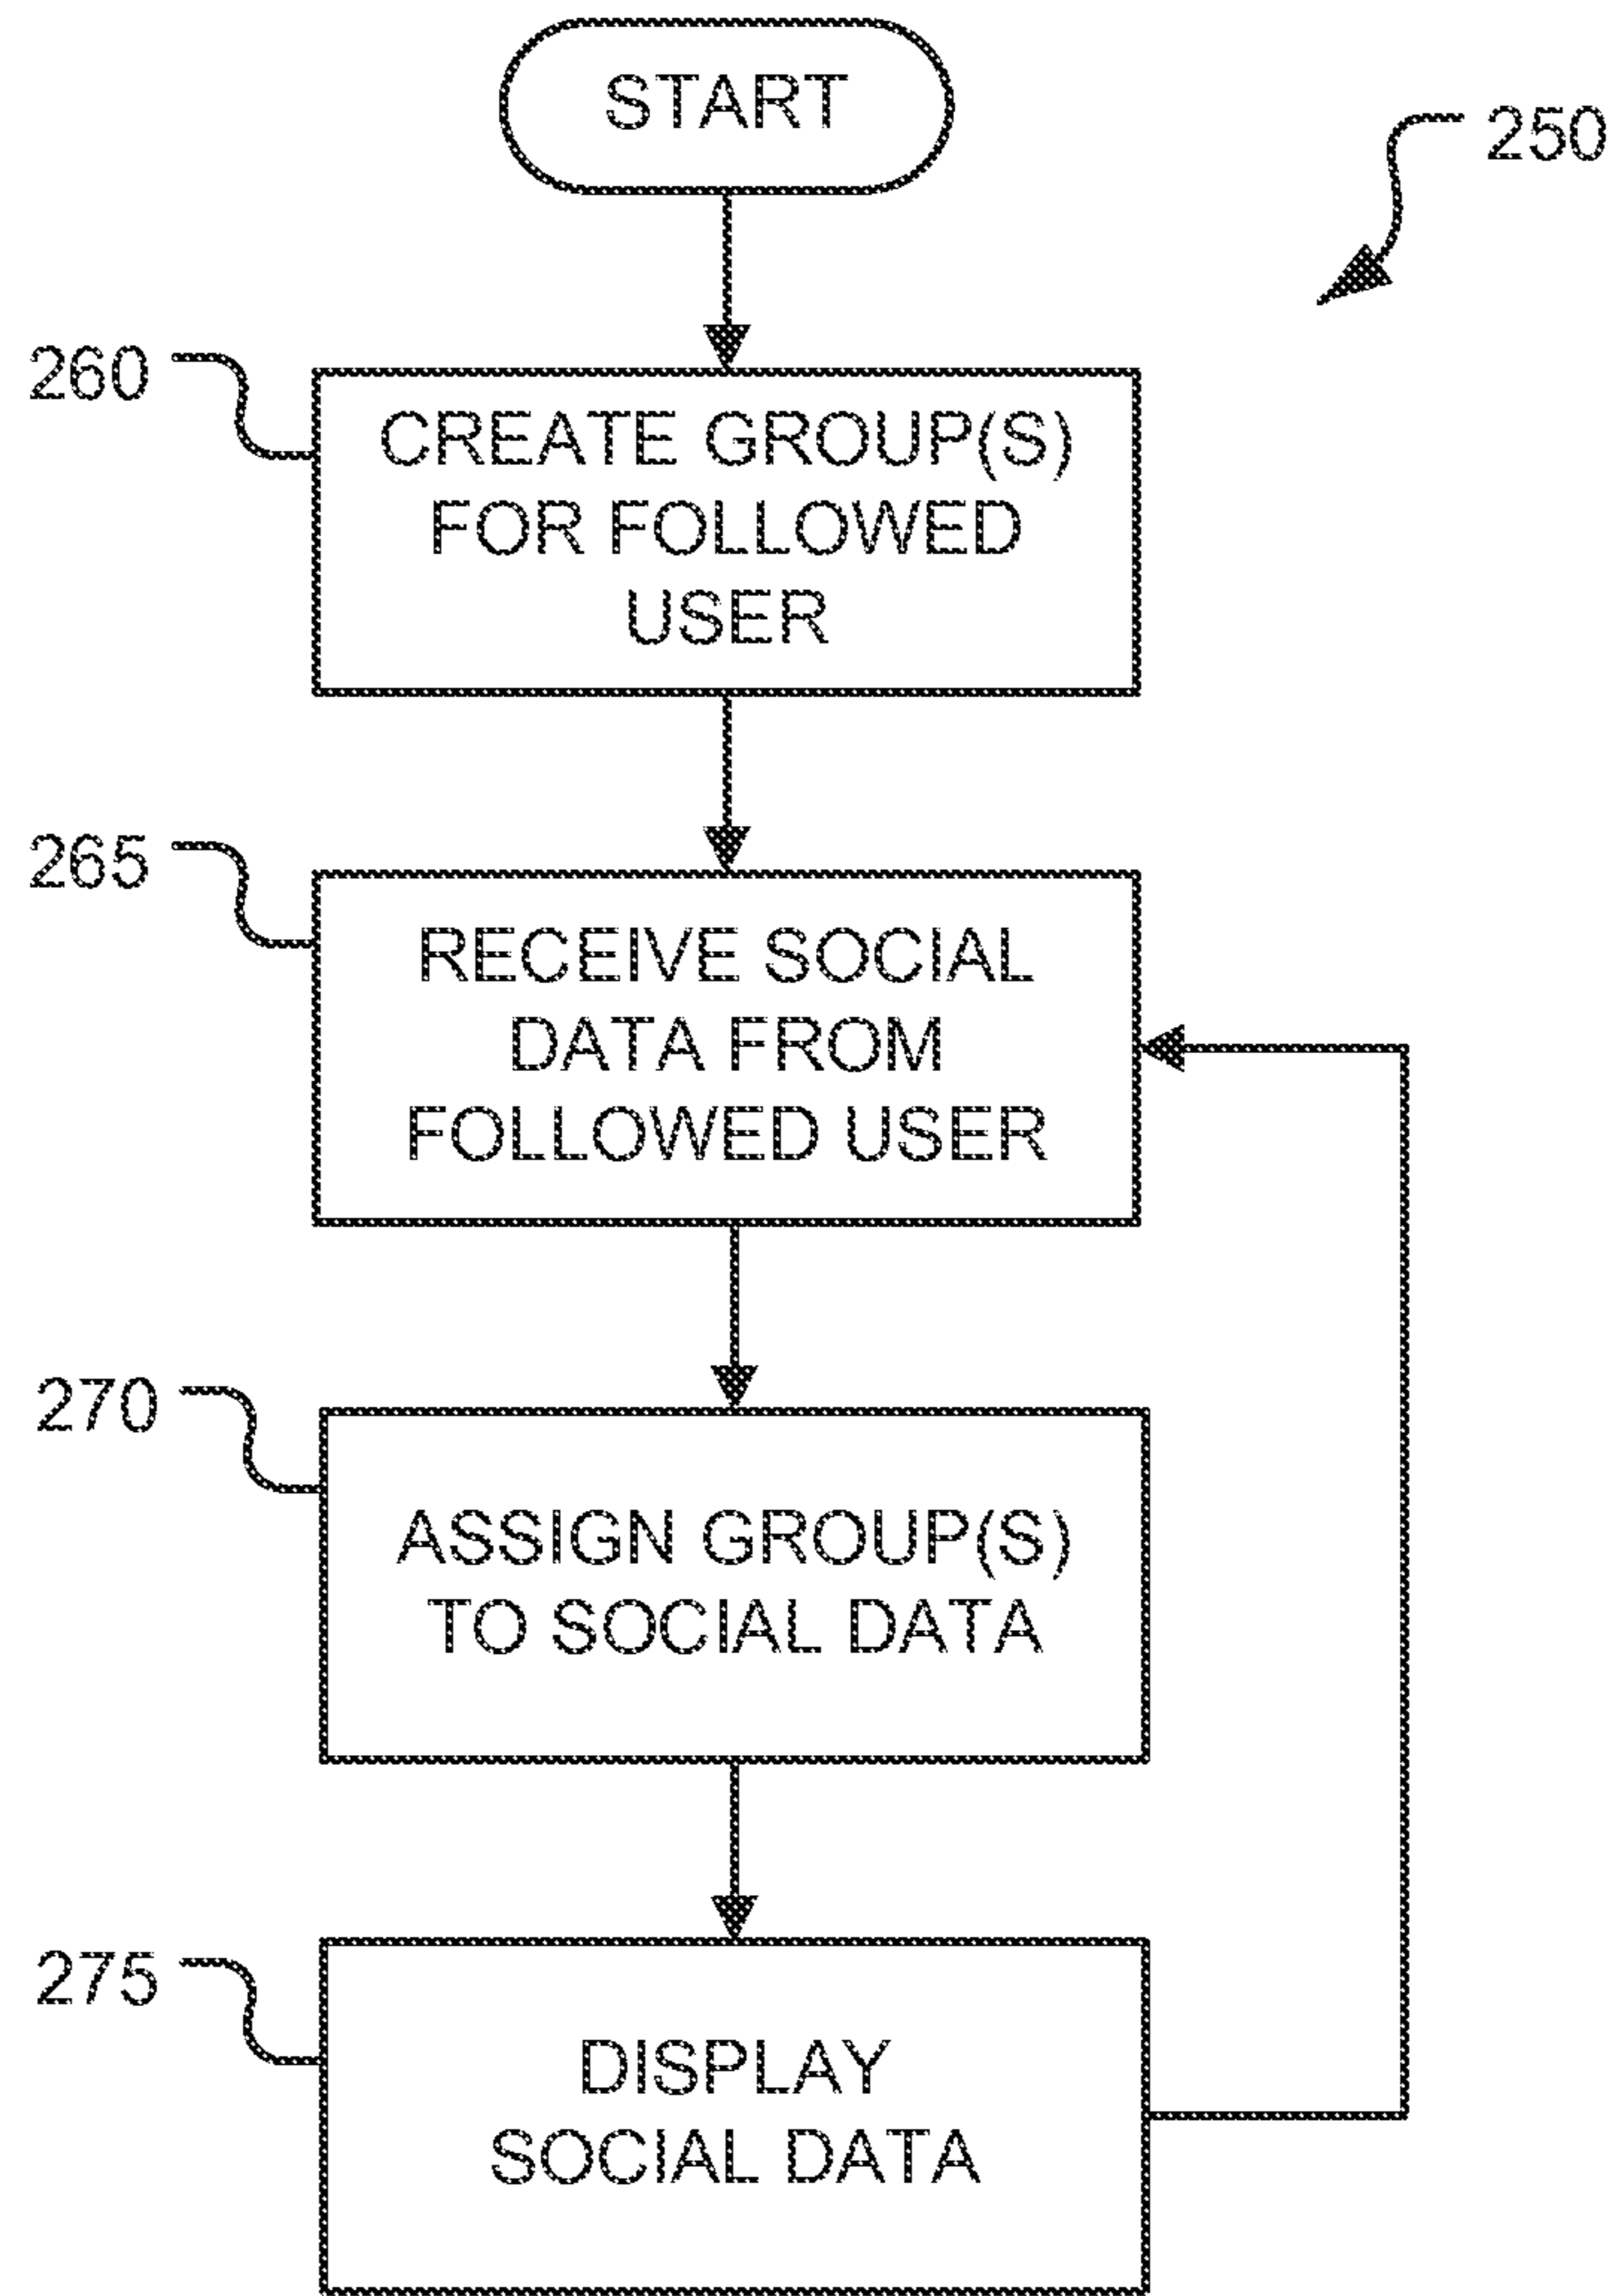 START
250
260
CREATE GROUP(S)
FOR FOLLOWED
USER
265
RECEIVE SOCIAL
DATA FROM
FOLLOWED USER
270
ASSIGN GROUP(S)
TO SOCIAL DATA
275
DISPLAY
SOCIAL DATA